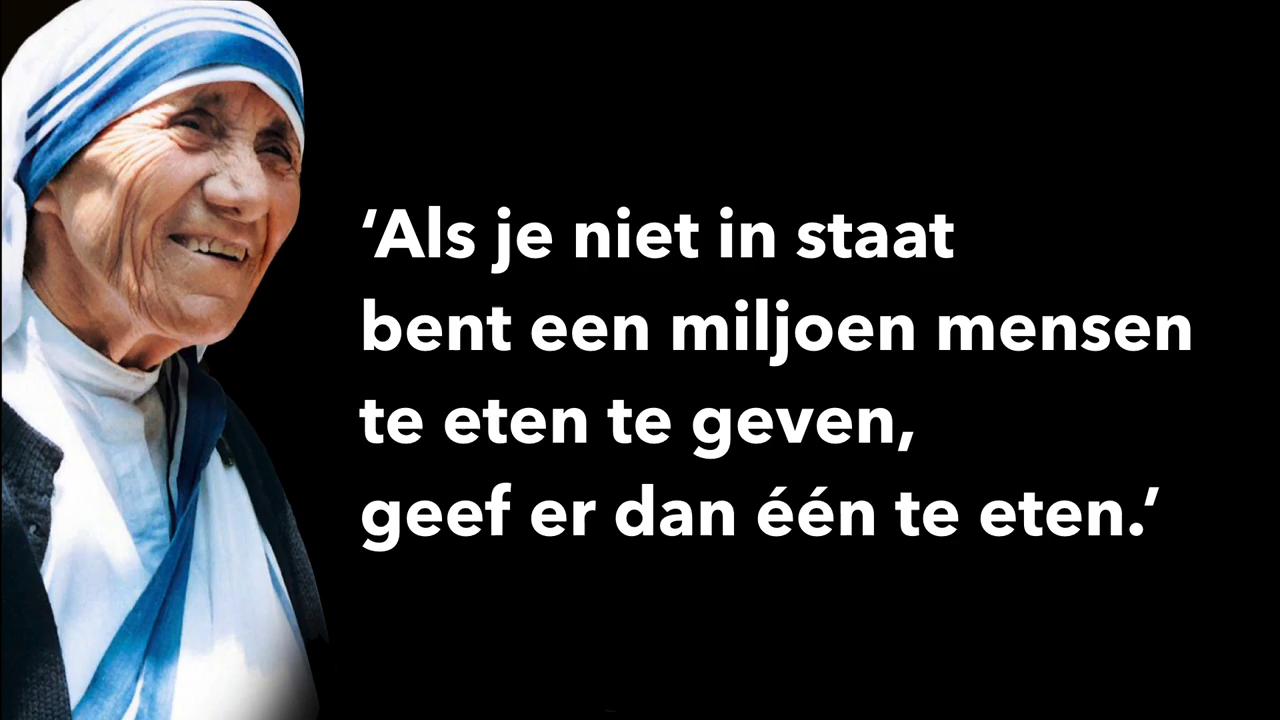 ‘Als je niet in staat
bent een miljoen mensen
te eten te geven,
geef er dan één te eten.’